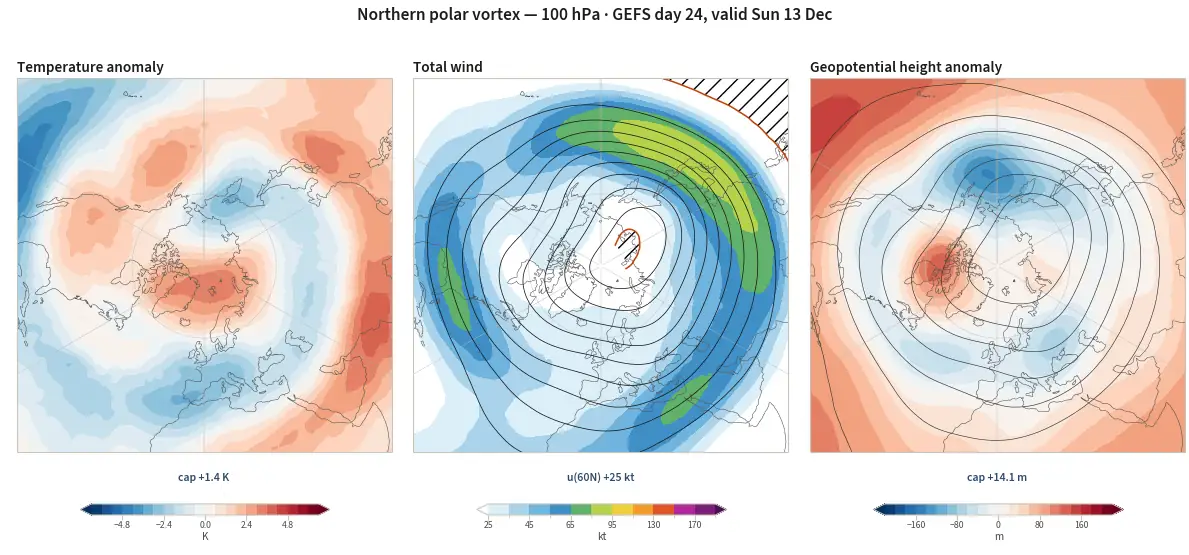 Northern polar vortex — 100 hPa · GEFS day 24, valid Sun 13 Dec
Temperature anomaly
Total wind
Geopotential height anomaly
cap +1.4 K
u(60N) +25 kt
cap +14.1 m
−4.8 −2.4 0.0 2.4 4.8
K
25 45 65 95 130 170
kt
−160 −80 0 80 160
m